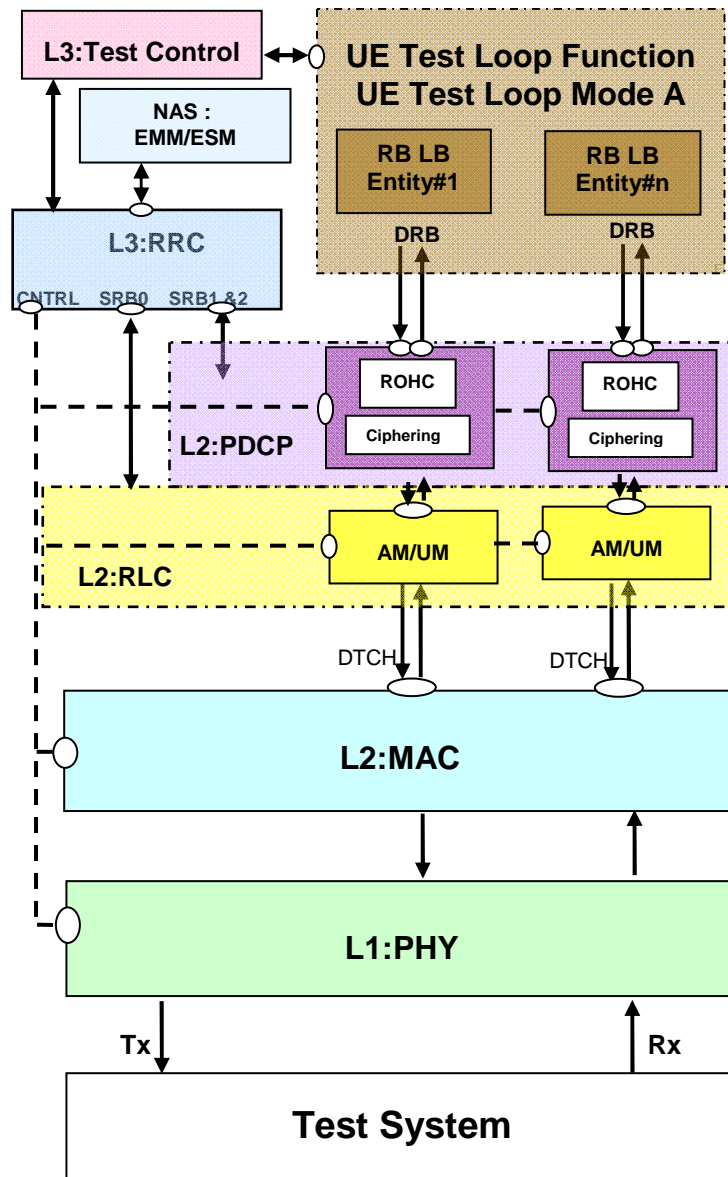 L3:Test Control
UE Test Loop Function
UE Test Loop Mode A
NAS :
EMM/ESM
RB LB
Entity#1
RB LB
Entity#n
DRB
DRB
L3:RRC
CNTRL SRB0 SRB1 &2
ROHC
ROHC
Ciphering
Ciphering
L2:PDCP
AM/UM
AM/UM
L2:RLC
DTCH
DTCH
L2:MAC
L1:PHY
Tx
Rx
Test System